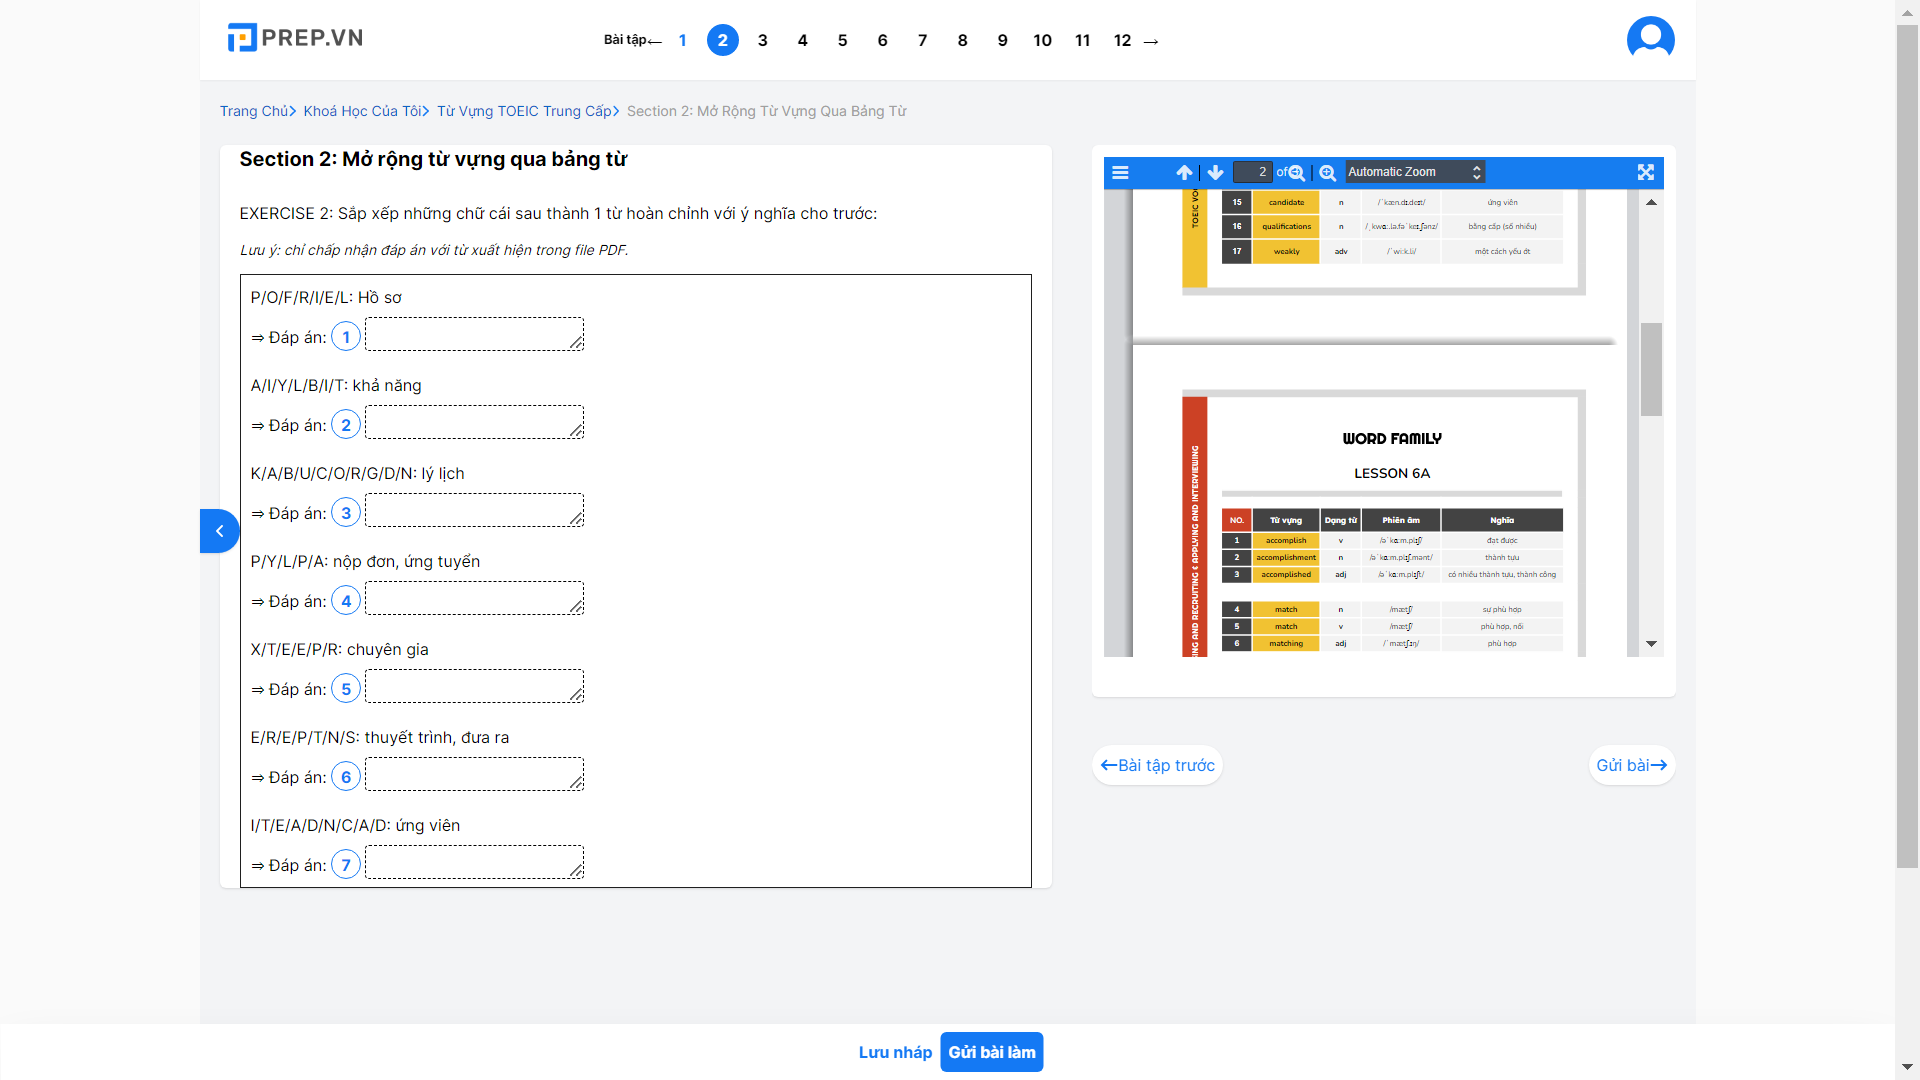 PREP.VN
Bài tập← 1 2 3 4 5 6 7 8 9 10 11 12 →
Trang Chủ> Khoá Học Của Tôi> Từ Vựng TOEIC Trung Cấp> Section 2: Mở Rộng Từ Vựng Qua Bảng Từ
Section 2: Mở rộng từ vựng qua bảng từ
EXERCISE 2: Sắp xếp những chữ cái sau thành 1 từ hoàn chỉnh với ý nghĩa cho trước:
Lưu ý: chỉ chấp nhận đáp án với từ xuất hiện trong file PDF.
P/O/F/R/I/E/L: Hồ sơ
⇒ Đáp án: 1
A/I/Y/L/B/I/T: khả năng
⇒ Đáp án: 2
K/A/B/U/C/O/R/G/D/N: lý lịch
⇒ Đáp án: 3
P/Y/L/P/A: nộp đơn, ứng tuyển
⇒ Đáp án: 4
X/T/E/E/P/R: chuyên gia
⇒ Đáp án: 5
E/R/E/P/T/N/S: thuyết trình, đưa ra
⇒ Đáp án: 6
I/T/E/A/D/N/C/A/D: ứng viên
⇒ Đáp án: 7
2 of Automatic Zoom
TOEIC
15 candidate n /ˈkæn.dɪ.deɪt/ ứng viên
16 qualifications n /ˌkwɑː.lə.fəˈkeɪ.ʃənz/ bằng cấp (số nhiều)
17 weakly adv /ˈwiːk.li/ một cách yếu ớt
AND RECRUITING & APPLYING AND INTERVIEWING
WORD FAMILY
LESSON 6A
NO. Từ vựng Dạng từ Phiên âm Nghĩa
1 accomplish v /əˈkɑːm.plɪʃ/ đạt được
2 accomplishment n /əˈkɑːm.plɪʃ.mənt/ thành tựu
3 accomplished adj /əˈkɑːm.plɪʃt/ có nhiều thành tựu, thành công
4 match n /mætʃ/ sự phù hợp
5 match v /mætʃ/ phù hợp, nối
6 matching adj /ˈmætʃ.ɪŋ/ phù hợp
←Bài tập trước
Gửi bài→
Lưu nháp
Gửi bài làm